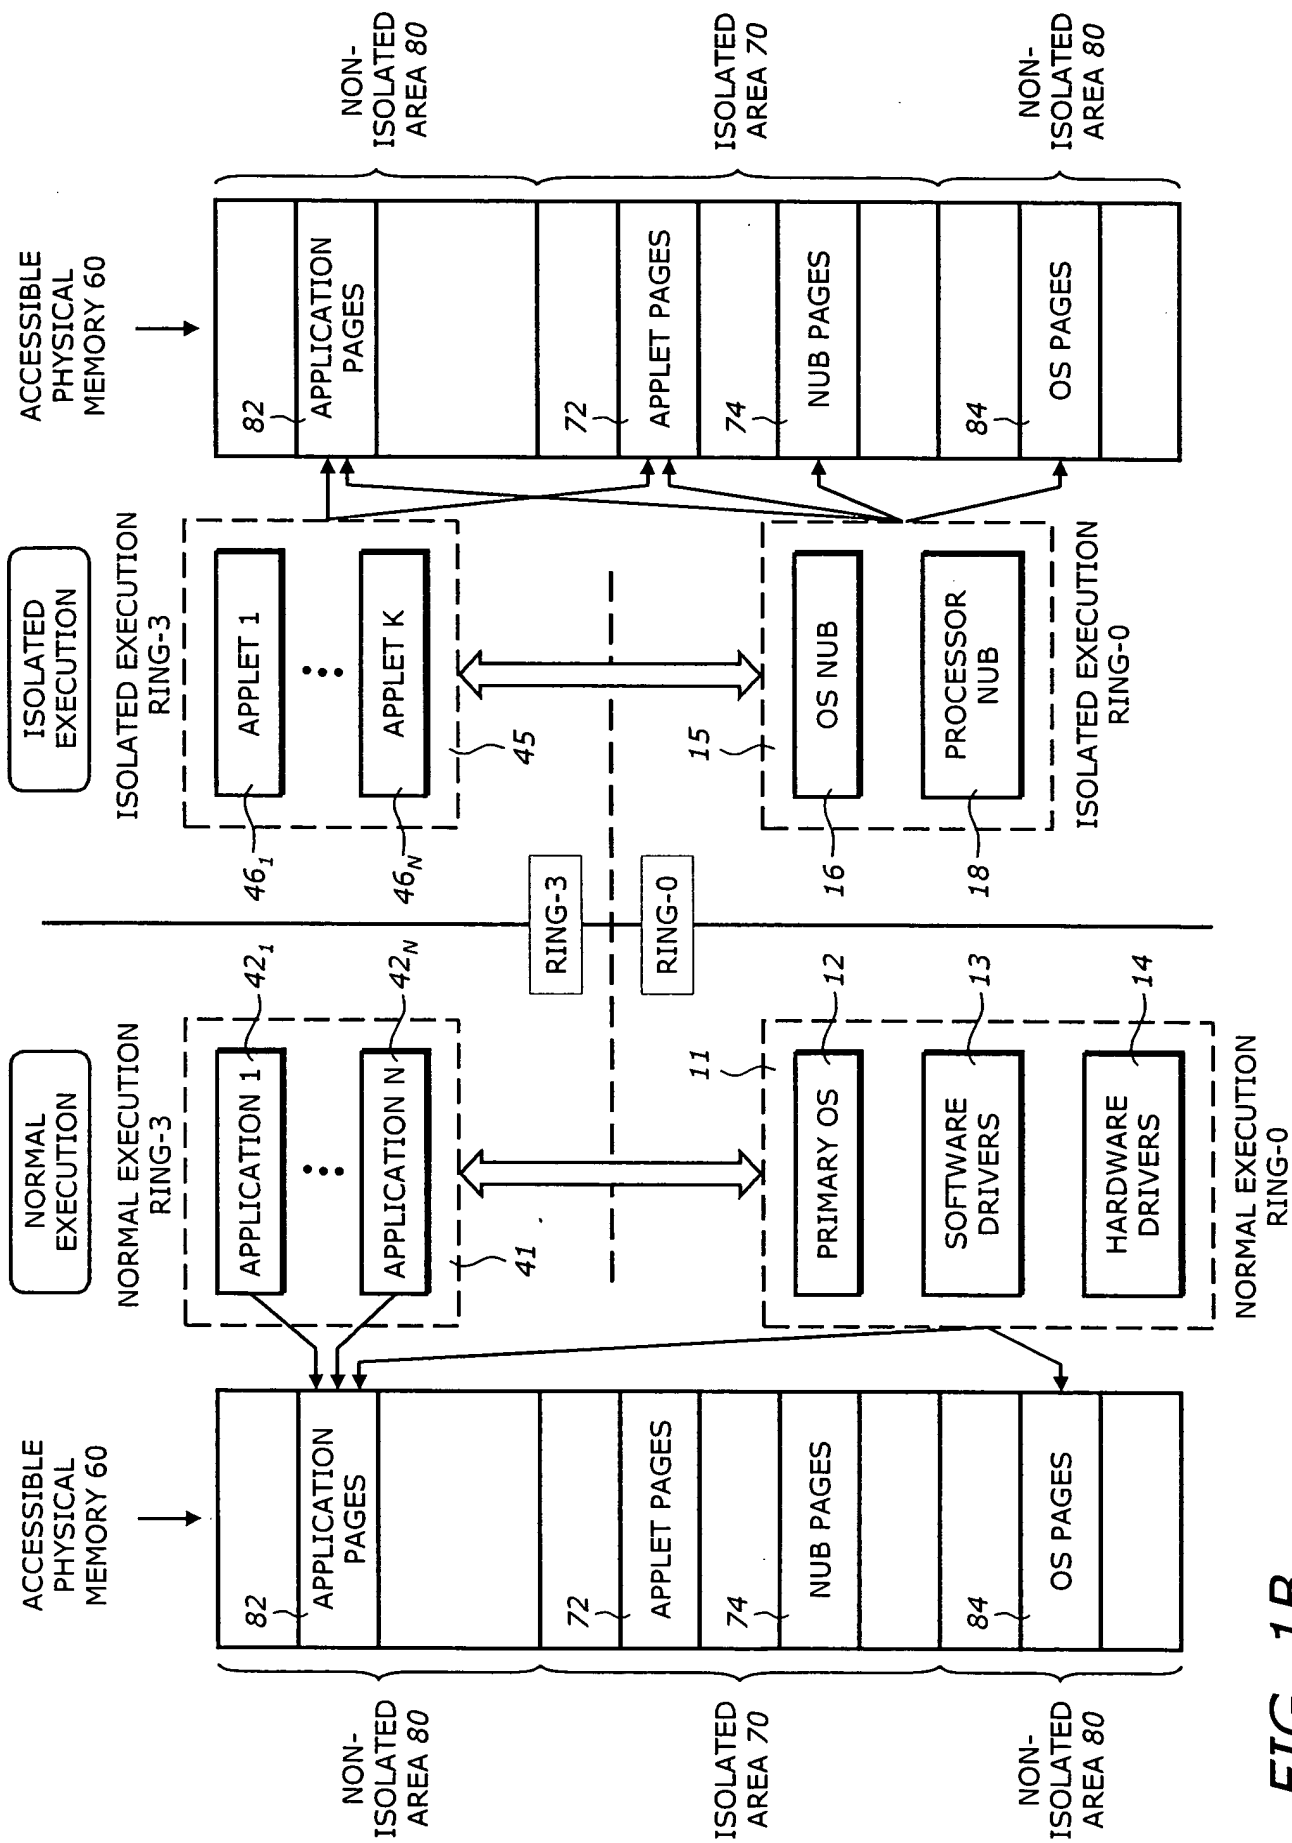 ACCESSIBLE
PHYSICAL
MEMORY 60
NON-
ISOLATED
AREA 80
ISOLATED
AREA 70
NON-
ISOLATED
AREA 80
82
APPLICATION
PAGES
72
APPLET PAGES
74
NUB PAGES
84
OS PAGES
NORMAL
EXECUTION
NORMAL EXECUTION
RING-3
APPLICATION 1
42₁
APPLICATION N
42N
41
11
PRIMARY OS
12
SOFTWARE
DRIVERS
13
HARDWARE
DRIVERS
14
NORMAL EXECUTION
RING-0
RING-3
RING-0
ISOLATED
EXECUTION
ISOLATED EXECUTION
RING-3
46₁
APPLET 1
46N
APPLET K
45
15
OS NUB
16
PROCESSOR
NUB
18
ISOLATED EXECUTION
RING-0
ACCESSIBLE
PHYSICAL
MEMORY 60
82
APPLICATION
PAGES
72
APPLET PAGES
74
NUB PAGES
84
OS PAGES
NON-
ISOLATED
AREA 80
ISOLATED
AREA 70
NON-
ISOLATED
AREA 80
FIG. 1B